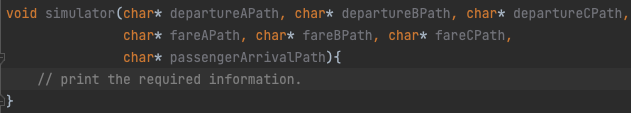 void simulator(char* departureAPath, char* departureBPath, char* departureCPath,
char* fareAPath, char* fareBPath, char* fareCPath,
char* passengerArrivalPath){
// print the required information.
}